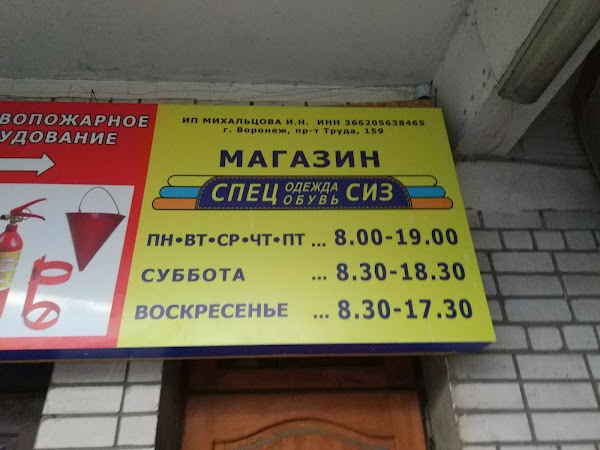 ВОПОЖАРНОЕ
УДОВАНИЕ
ИП МИХАЛЬЦОВА И.Н. ИНН 366205638465
г. Воронеж, пр-т Труда, 159
МАГАЗИН
СПЕЦ ОДЕЖДА ОБУВЬ СИЗ
ПН•ВТ•СР•ЧТ•ПТ ... 8.00-19.00
СУББОТА ... 8.30-18.30
ВОСКРЕСЕНЬЕ ... 8.30-17.30